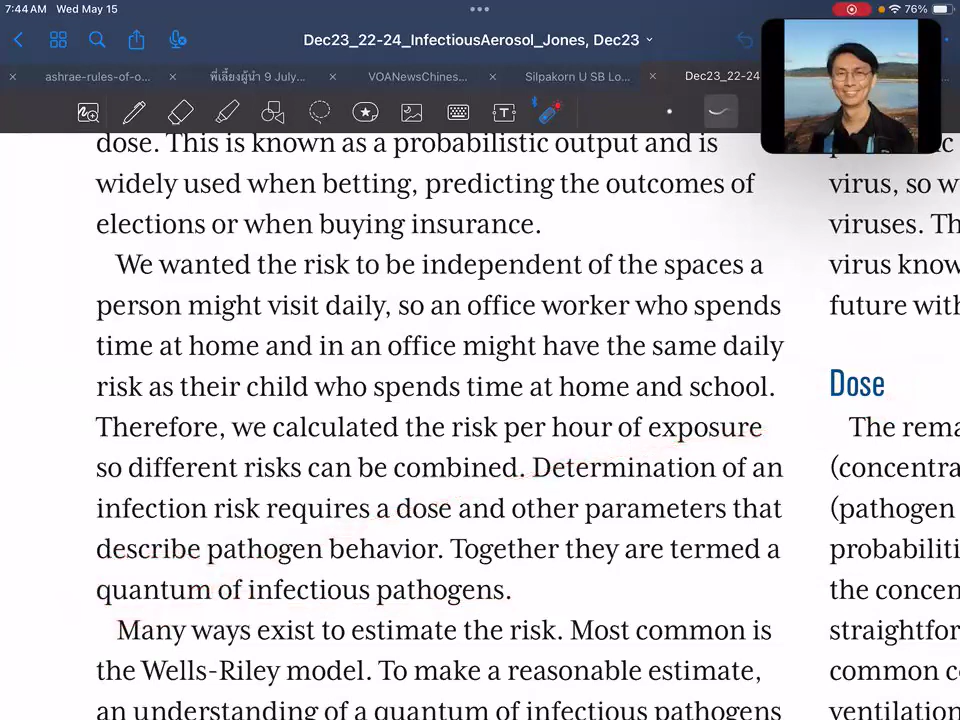 7:44 AM Wed May 15
76%
Dec23_22-24_InfectiousAerosol_Jones, Dec23
ashrae-rules-of-o...
พี่เลี้ยงผู้นำ 9 July...
VOANewsChines...
Silpakorn U SB Lo...
Dec23_22-24
dose. This is known as a probabilistic output and is
widely used when betting, predicting the outcomes of
elections or when buying insurance.
We wanted the risk to be independent of the spaces a
person might visit daily, so an office worker who spends
time at home and in an office might have the same daily
risk as their child who spends time at home and school.
Therefore, we calculated the risk per hour of exposure
so different risks can be combined. Determination of an
infection risk requires a dose and other parameters that
describe pathogen behavior. Together they are termed a
quantum of infectious pathogens.
Many ways exist to estimate the risk. Most common is
the Wells-Riley model. To make a reasonable estimate,
an understanding of a quantum of infectious pathogens
virus, so w
viruses. Th
virus know
future with
Dose
The rema
(concentra
(pathogen
probabiliti
the concen
straightfor
common c
ventilation